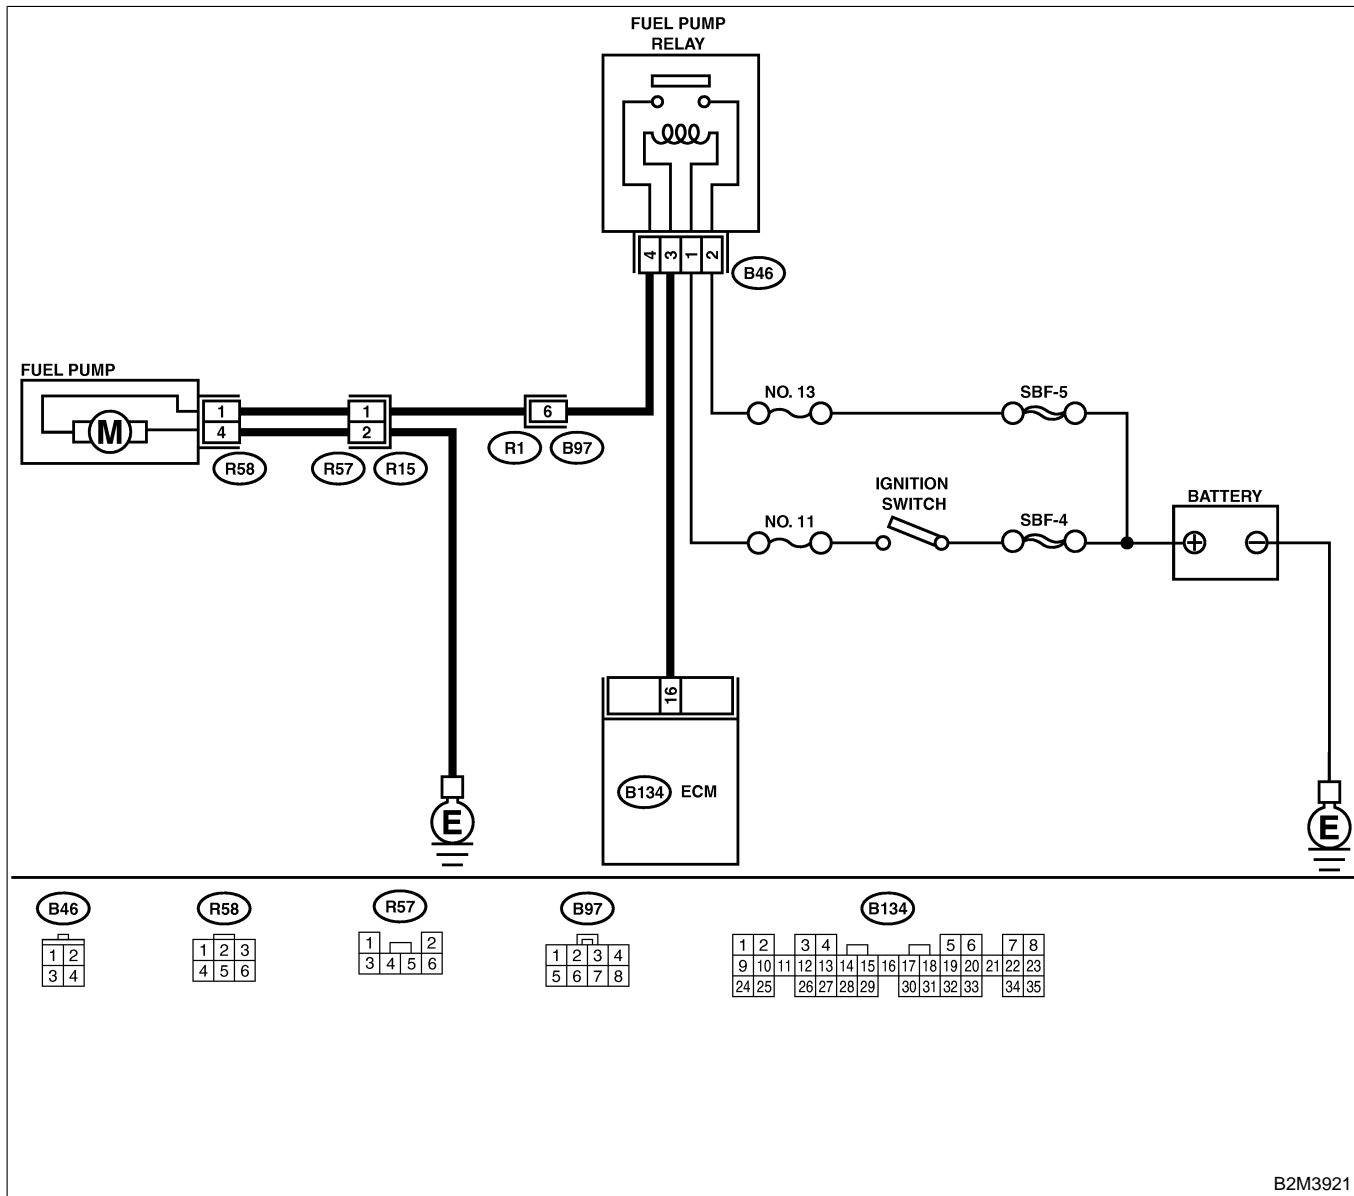 FUEL PUMP
RELAY
4 3 1 2
B46
FUEL PUMP
M
1
4
R58
1
2
R57
R15
6
R1
B97
NO. 13
SBF-5
NO. 11
IGNITION
SWITCH
SBF-4
BATTERY
+ −
16
B134 ECM
E
E
B46
1 2
3 4
R58
1 2 3
4 5 6
R57
1 2
3 4 5 6
B97
1 2 3 4
5 6 7 8
B134
1 2 3 4 5 6 7 8
9 10 11 12 13 14 15 16 17 18 19 20 21 22 23
24 25 26 27 28 29 30 31 32 33 34 35
B2M3921